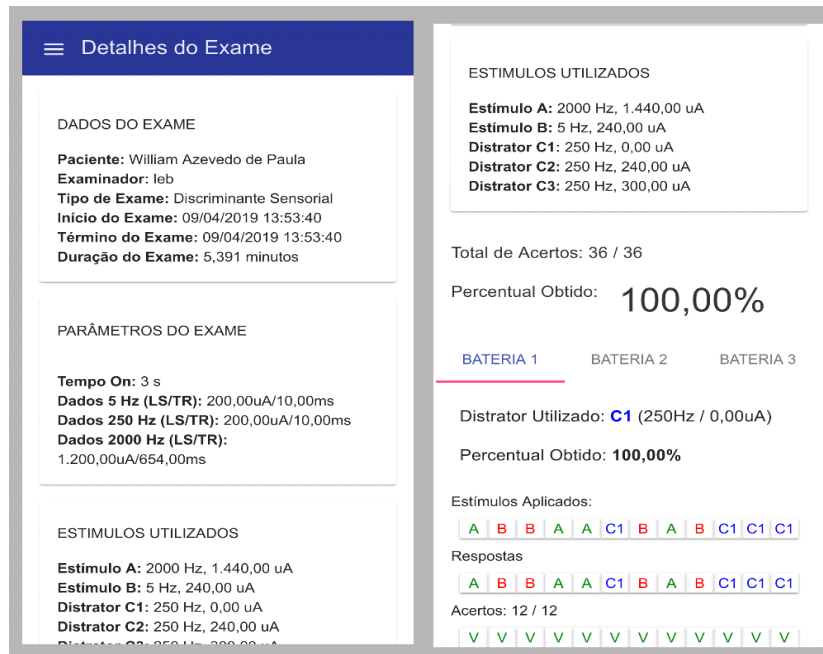 Detalhes do Exame
DADOS DO EXAME
Paciente: William Azevedo de Paula
Examinador: leb
Tipo de Exame: Discriminante Sensorial
Início do Exame: 09/04/2019 13:53:40
Término do Exame: 09/04/2019 13:53:40
Duração do Exame: 5,391 minutos
PARÂMETROS DO EXAME
Tempo On: 3 s
Dados 5 Hz (LS/TR): 200,00uA/10,00ms
Dados 250 Hz (LS/TR): 200,00uA/10,00ms
Dados 2000 Hz (LS/TR):
1.200,00uA/654,00ms
ESTIMULOS UTILIZADOS
Estímulo A: 2000 Hz, 1.440,00 uA
Estímulo B: 5 Hz, 240,00 uA
Distrator C1: 250 Hz, 0,00 uA
Distrator C2: 250 Hz, 240,00 uA
Distrator C3: 250 Hz, 300,00 uA
ESTIMULOS UTILIZADOS
Estímulo A: 2000 Hz, 1.440,00 uA
Estímulo B: 5 Hz, 240,00 uA
Distrator C1: 250 Hz, 0,00 uA
Distrator C2: 250 Hz, 240,00 uA
Distrator C3: 250 Hz, 300,00 uA
Total de Acertos: 36 / 36
Percentual Obtido: 100,00%
BATERIA 1 BATERIA 2 BATERIA 3
Distrator Utilizado: C1 (250Hz / 0,00uA)
Percentual Obtido: 100,00%
Estímulos Aplicados:
A B B A A C1 B A B C1 C1 C1
Respostas
A B B A A C1 B A B C1 C1 C1
Acertos: 12 / 12
V V V V V V V V V V V V